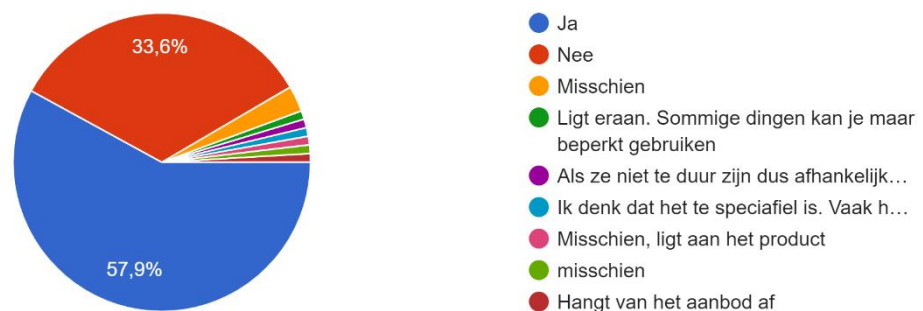 33,6%
57,9%
Ja
Nee
Misschien
Ligt eraan. Sommige dingen kan je maar
beperkt gebruiken
Als ze niet te duur zijn dus afhankelijk…
Ik denk dat het te speciafiel is. Vaak h…
Misschien, ligt aan het product
misschien
Hangt van het aanbod af